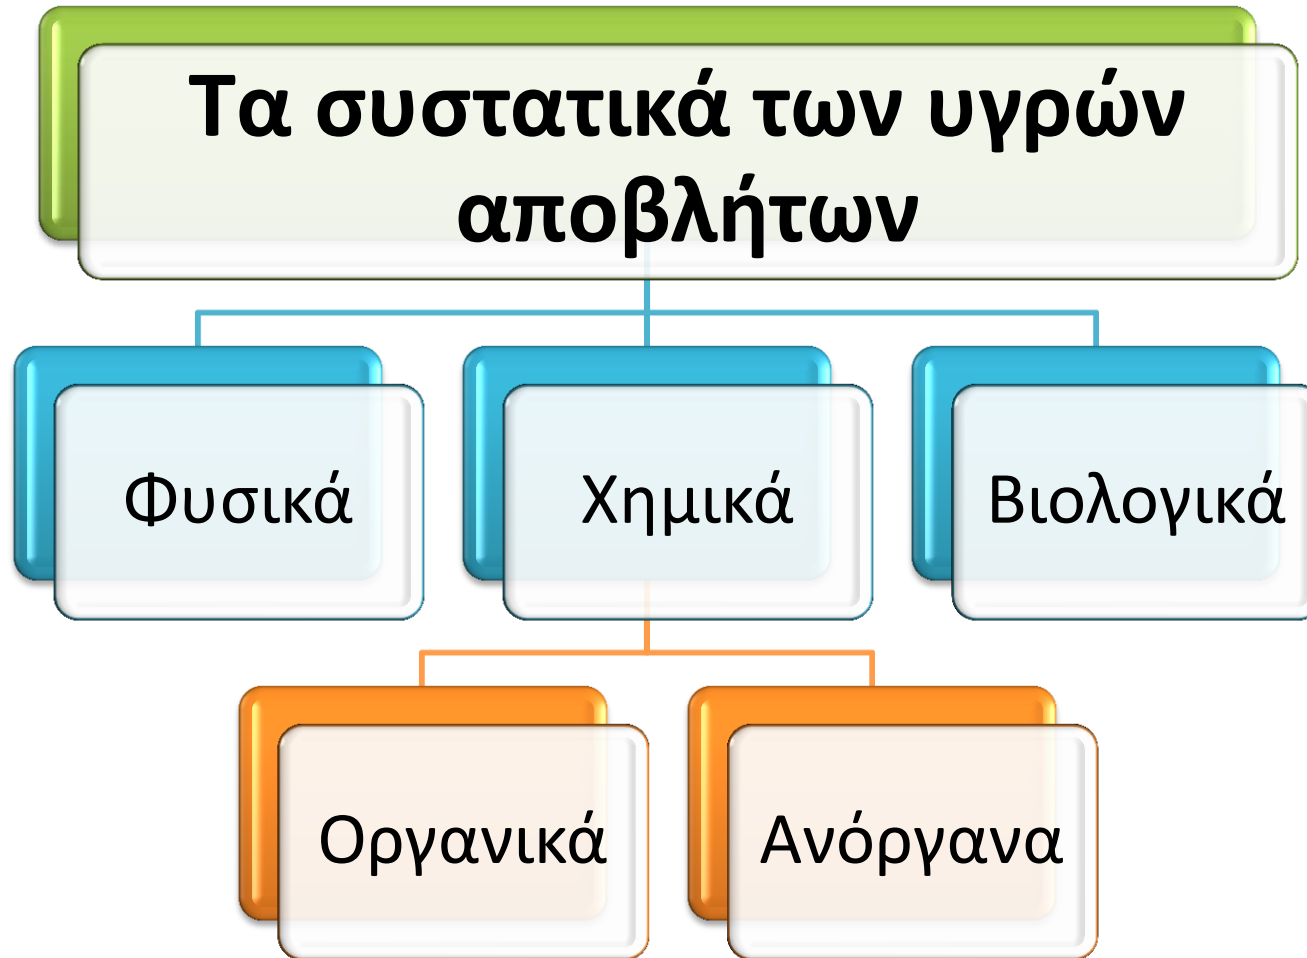 Τα συστατικά των υγρών
αποβλήτων
Φυσικά
Χημικά
Βιολογικά
Οργανικά
Ανόργανα